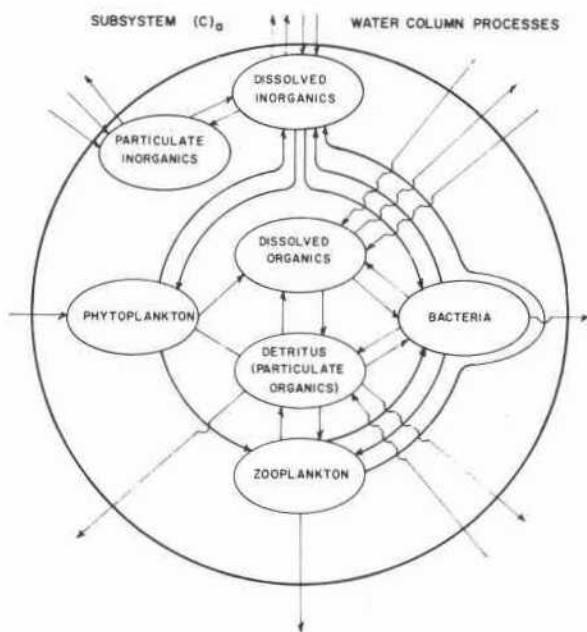 SUBSYSTEM (C)a
WATER COLUMN PROCESSES
DISSOLVED
INORGANICS
PARTICULATE
INORGANICS
DISSOLVED
ORGANICS
PHYTOPLANKTON
BACTERIA
DETRITUS
(PARTICULATE
ORGANICS)
ZOOPLANKTON